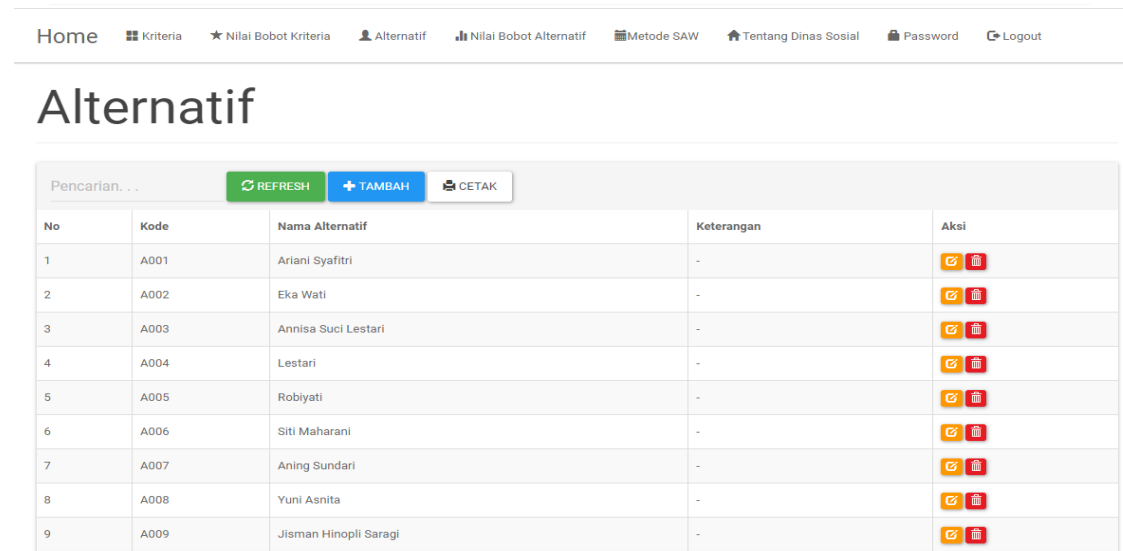 Home Kriteria Nilai Bobot Kriteria Alternatif Nilai Bobot Alternatif Metode SAW Tentang Dinas Sosial Password Logout
Alternatif
Pencarian. . . REFRESH TAMBAH CETAK
No Kode Nama Alternatif Keterangan Aksi
1 A001 Ariani Syafitri -
2 A002 Eka Wati -
3 A003 Annisa Suci Lestari -
4 A004 Lestari -
5 A005 Robiyati -
6 A006 Siti Maharani -
7 A007 Aning Sundari -
8 A008 Yuni Asnita -
9 A009 Jisman Hinopli Saragi -